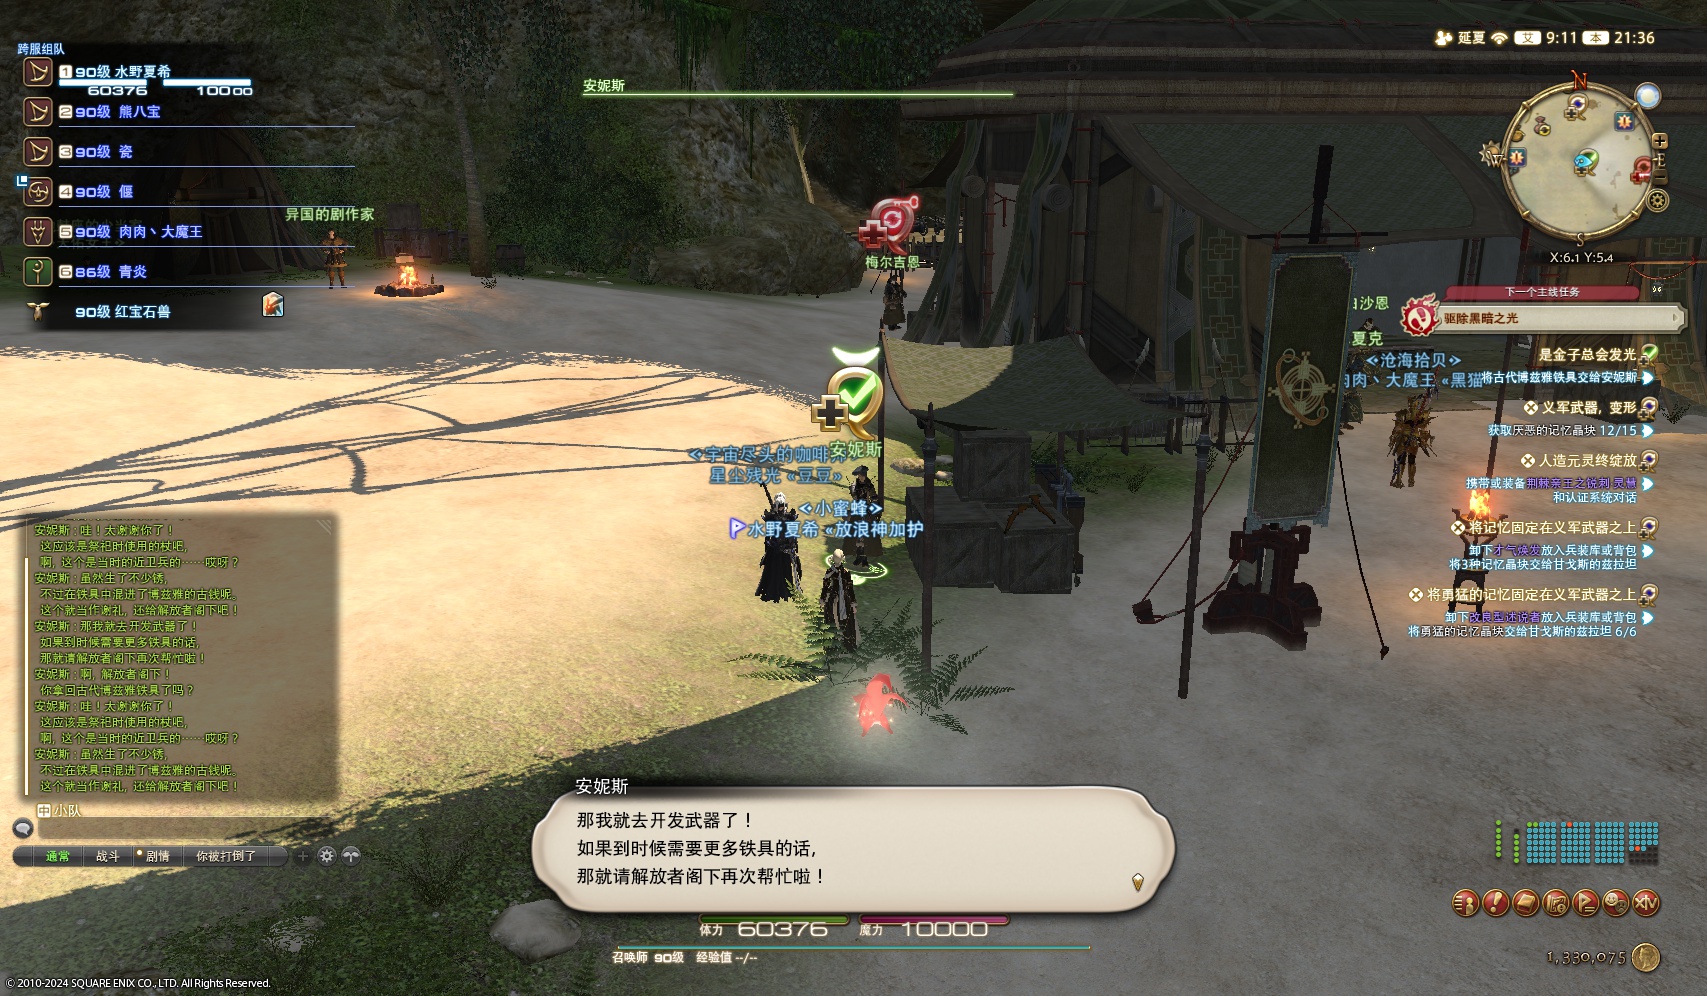 跨服组队
1 90级 水野夏希
60376 10000
2 90级 熊八宝
3 90级 瓷
4 90级 偃
5 90级 肉肉丶大魔王
6 86级 青炎
90级 红宝石兽
异国的剧作家
安妮斯
梅尔吉恩
延夏 艾 9:11 本 21:36
N
E
S
W
X:6.1 Y:5.4
下一个主线任务
驱除黑暗之光
沙恩
夏克
«沧海拾贝»
肉丶大魔王 «黑猫
是金子总会发光
将古代博兹雅铁具交给安妮斯
义军武器，变形
获取厌恶的记忆晶块 12/15
人造元灵终绽放
携带或装备荆棘亲王之锐刺 灵慧
和认证系统对话
将记忆固定在义军武器之上
卸下才气焕发放入兵装库或背包
将3种记忆晶块交给甘戈斯的兹拉坦
将勇猛的记忆固定在义军武器之上
卸下改良型述说者放入兵装库或背包
将勇猛的记忆晶块交给甘戈斯的兹拉坦 6/6
安妮斯
«宇宙尽头的咖啡
星尘残光 «豆豆»
«小蜜蜂»
水野夏希 «放浪神加护
安妮斯：哇！太谢谢你了！
这应该是祭祀时使用的杖吧，
啊，这个是当时的近卫兵的……哎呀？
安妮斯：虽然生了不少锈，
不过在铁具中混进了博兹雅的古钱呢。
这个就当作谢礼，还给解放者阁下吧！
安妮斯：那我就去开发武器了！
如果到时候需要更多铁具的话，
那就请解放者阁下再次帮忙啦！
安妮斯：啊，解放者阁下！
你拿回古代博兹雅铁具了吗？
安妮斯：哇！太谢谢你了！
这应该是祭祀时使用的杖吧，
啊，这个是当时的近卫兵的……哎呀？
安妮斯：虽然生了不少锈，
不过在铁具中混进了博兹雅的古钱呢。
这个就当作谢礼，还给解放者阁下吧！
中 小队
通常 战斗 剧情 你被打倒了
安妮斯
那我就去开发武器了！
如果到时候需要更多铁具的话，
那就请解放者阁下再次帮忙啦！
体力 60376 魔力 10000
召唤师 90级 经验值 --/--
XIV
1,330,075
© 2010-2024 SQUARE ENIX CO., LTD. All Rights Reserved.